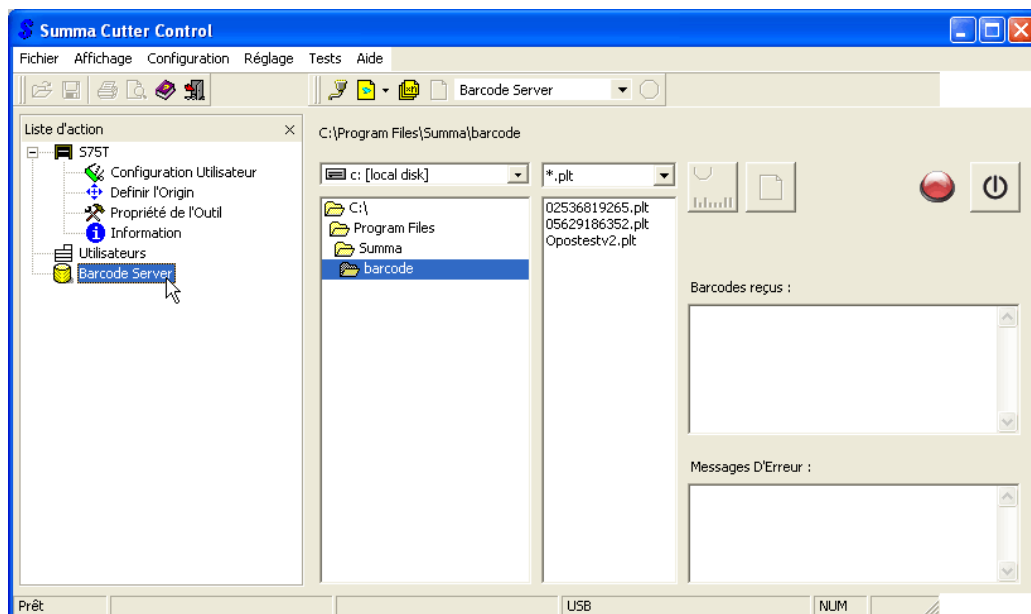 Summa Cutter Control
Fichier Affichage Configuration Réglage Tests Aide
Barcode Server
Liste d'action
S75T
Configuration Utilisateur
Definir l'Origin
Propriété de l'Outil
Information
Utilisateurs
Barcode Server
C:\Program Files\Summa\barcode
c: [local disk]
C:\
Program Files
Summa
barcode
*.plt
02536819265.plt
05629186352.plt
Opostestv2.plt
Barcodes reçus :
Messages D'Erreur :
Prêt USB NUM